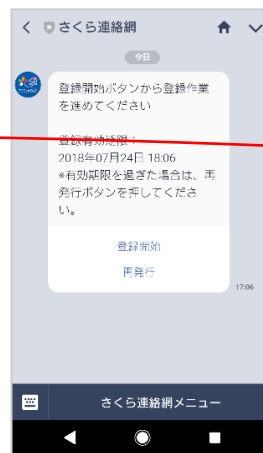 さくら連絡網
今日
登録開始ボタンから登録作業
を進めてください
登録有効期限：
2018年07月24日 18:06
*有効期限を過ぎた場合は、再
発行ボタンを押してくださ
い。
登録開始
再発行
17:06
さくら連絡網メニュー